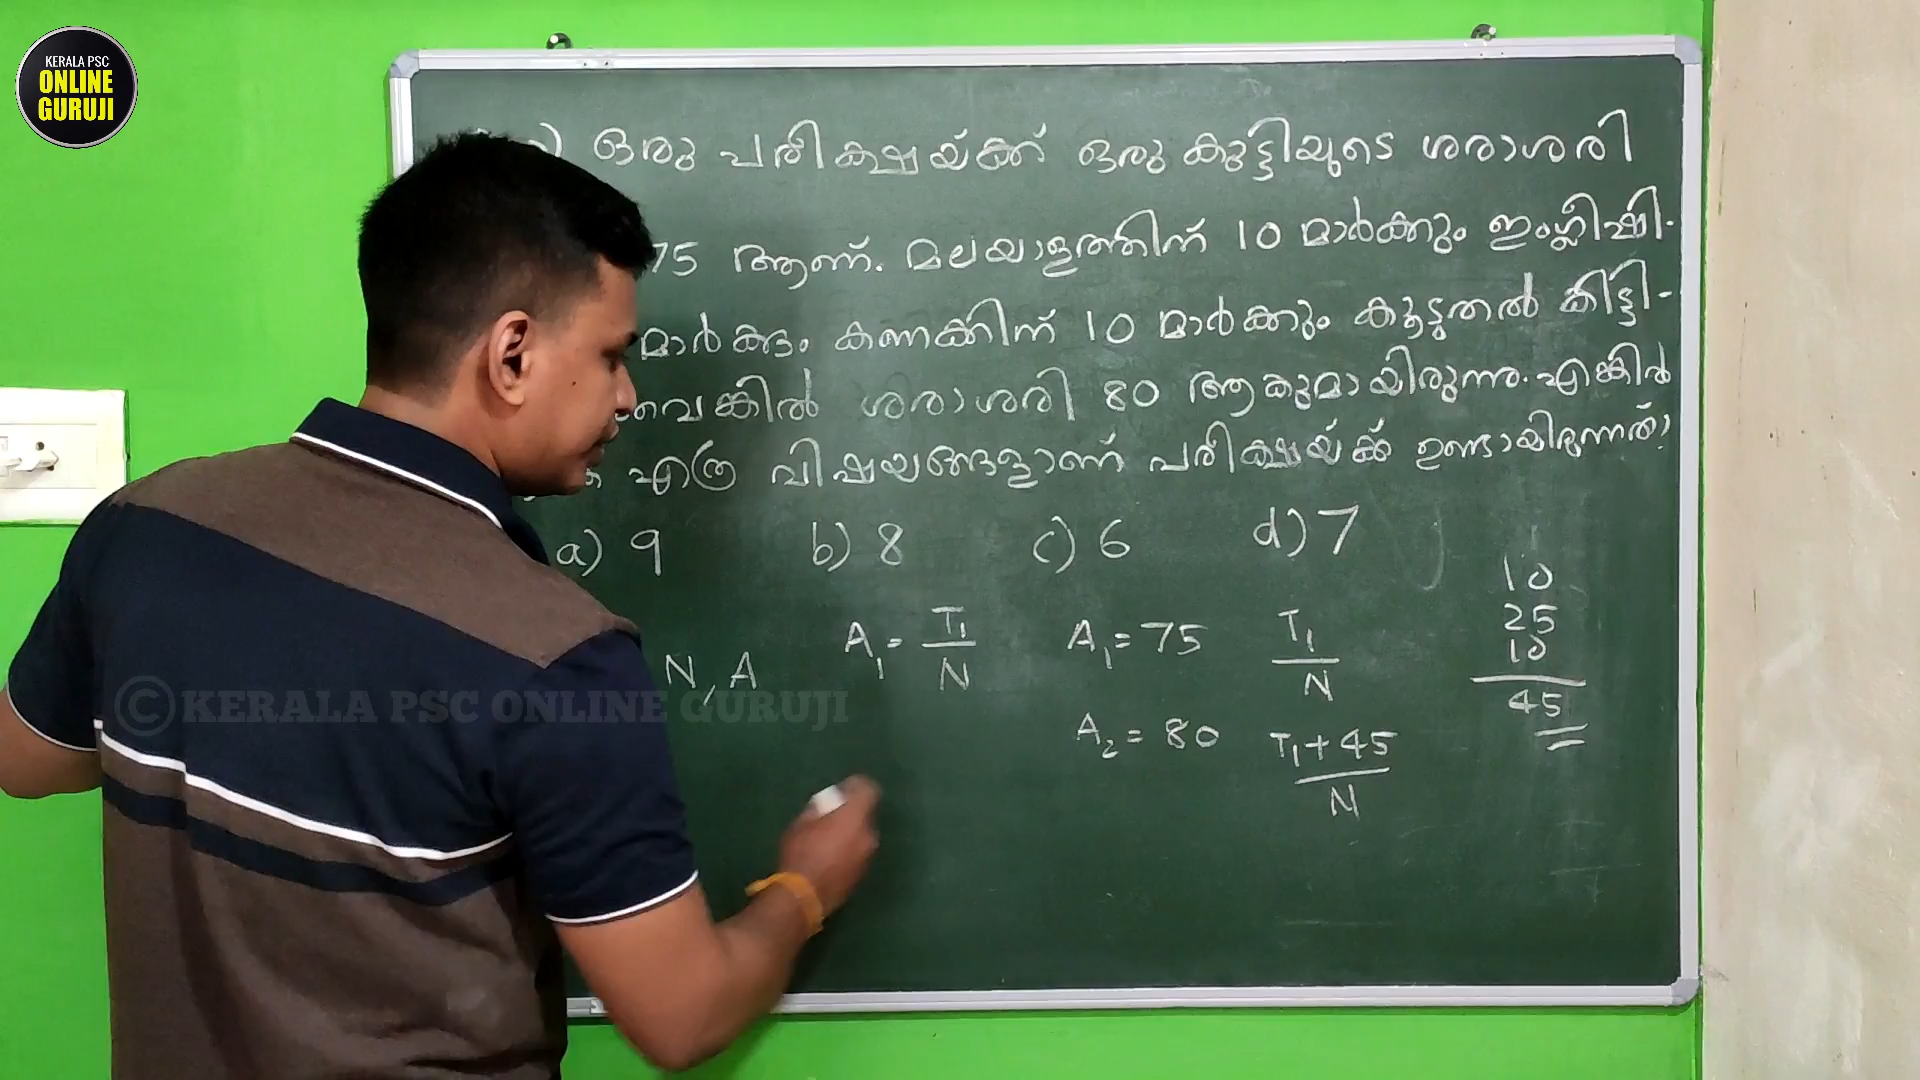 KERALA PSC
ONLINE
GURUJI
ഒരു പരീക്ഷയ്ക്ക് ഒരു കുട്ടിയുടെ ശരാശരി
75 ആണ്. മലയാളത്തിന് 10 മാർക്കും ഇംഗ്ലീഷി-
മാർക്കും കണക്കിന് 10 മാർക്കും കൂടുതൽ കിട്ടി-
ശരാശരി 80 ആകുമായിരുന്നു. എങ്കിൽ
എത്ര വിഷയങ്ങളാണ് പരീക്ഷയ്ക്ക് ഉണ്ടായിരുന്നത്?
a) 9 b) 8 c) 6 d) 7
N, A A₁ = T₁/N A₁ = 75 T₁/N
A₂ = 80 T₁ + 45/N
10
25
10
45
© KERALA PSC ONLINE GURUJI